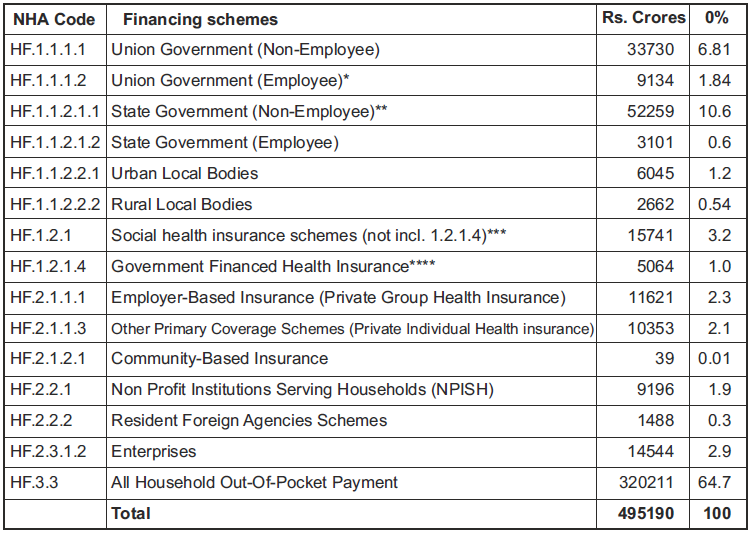 NHA Code Financing schemes Rs. Crores 0%
HF.1.1.1.1 Union Government (Non-Employee) 33730 6.81
HF.1.1.1.2 Union Government (Employee)* 9134 1.84
HF.1.1.2.1.1 State Government (Non-Employee)** 52259 10.6
HF.1.1.2.1.2 State Government (Employee) 3101 0.6
HF.1.1.2.2.1 Urban Local Bodies 6045 1.2
HF.1.1.2.2.2 Rural Local Bodies 2662 0.54
HF.1.2.1 Social health insurance schemes (not incl. 1.2.1.4)*** 15741 3.2
HF.1.2.1.4 Government Financed Health Insurance**** 5064 1.0
HF.2.1.1.1 Employer-Based Insurance (Private Group Health Insurance) 11621 2.3
HF.2.1.1.3 Other Primary Coverage Schemes (Private Individual Health insurance) 10353 2.1
HF.2.1.2.1 Community-Based Insurance 39 0.01
HF.2.2.1 Non Profit Institutions Serving Households (NPISH) 9196 1.9
HF.2.2.2 Resident Foreign Agencies Schemes 1488 0.3
HF.2.3.1.2 Enterprises 14544 2.9
HF.3.3 All Household Out-Of-Pocket Payment 320211 64.7
Total 495190 100